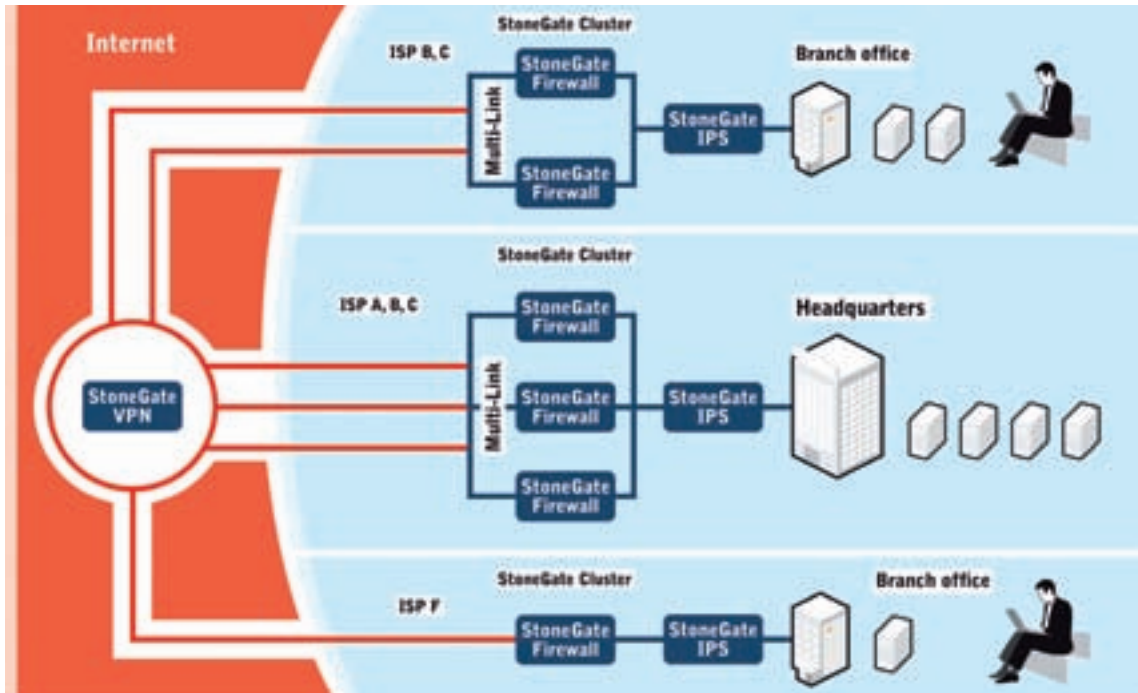 Internet
StoneGate Cluster
ISP B, C
StoneGate
Firewall
Multi-Link
StoneGate
Firewall
StoneGate
IPS
Branch office
StoneGate Cluster
ISP A, B, C
StoneGate
Firewall
Multi-Link
StoneGate
Firewall
StoneGate
Firewall
StoneGate
IPS
Headquarters
StoneGate
VPN
StoneGate Cluster
ISP F
StoneGate
Firewall
StoneGate
IPS
Branch office